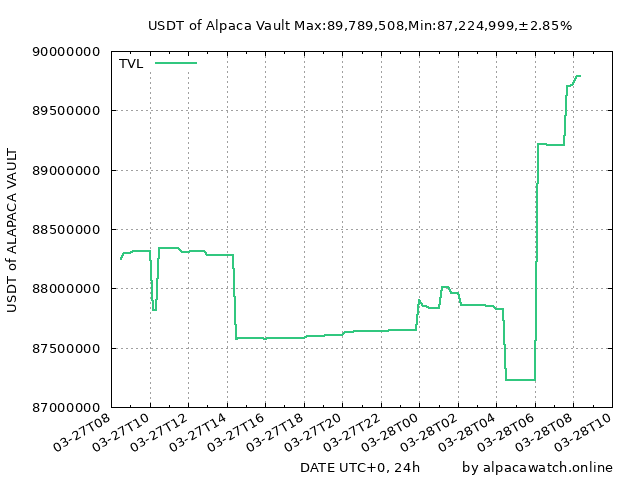 USDT of Alpaca Vault Max:89,789,508,Min:87,224,999,±2.85%
TVL
90000000
89500000
89000000
88500000
88000000
87500000
87000000
USDT of ALAPACA VAULT
03-27T08
03-27T10
03-27T12
03-27T14
03-27T16
03-27T18
03-27T20
03-27T22
03-28T00
03-28T02
03-28T04
03-28T06
03-28T08
03-28T10
DATE UTC+0, 24h
by alpacawatch.online